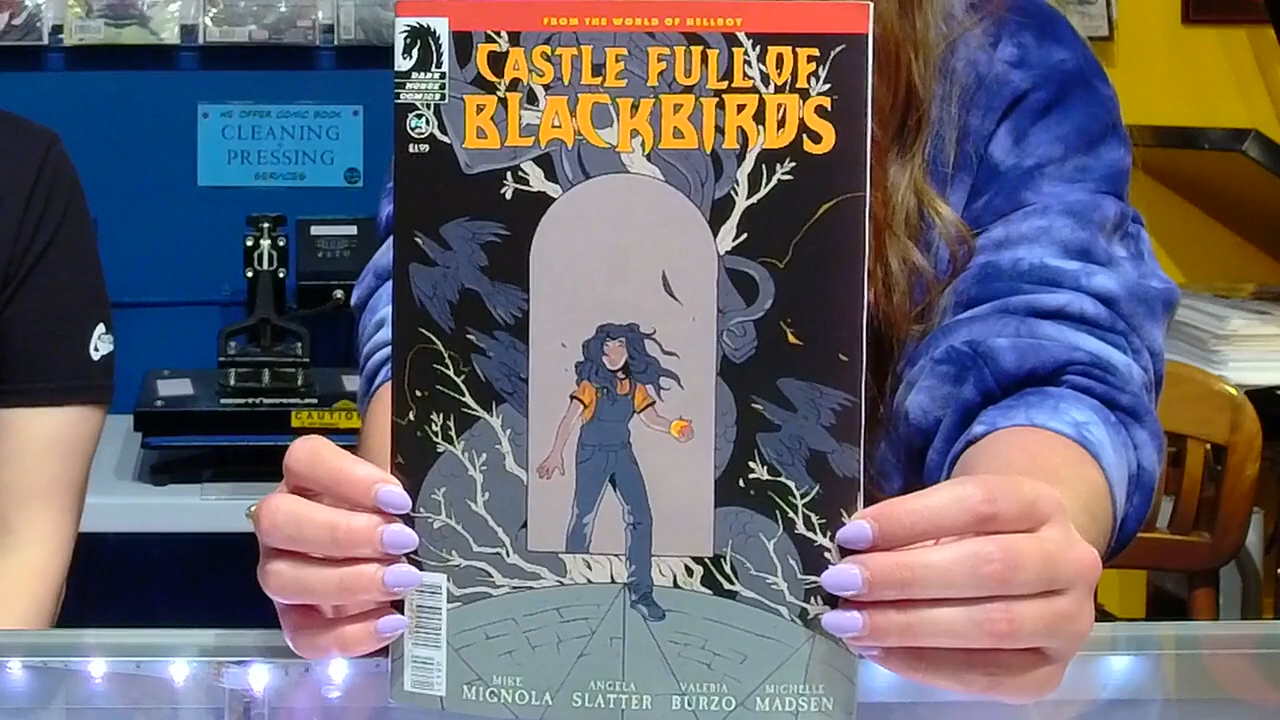 FROM THE WORLD OF HELLBOY
DARK
HORSE
COMICS
#4
CASTLE FULL OF
BLACKBIRDS
WE OFFER COMIC BOOK
CLEANING
+
PRESSING
SERVICES
CAUTION
MIKE
MIGNOLA
ANGELA
SLATTER
VALERIA
BURZO
MICHELLE
MADSEN